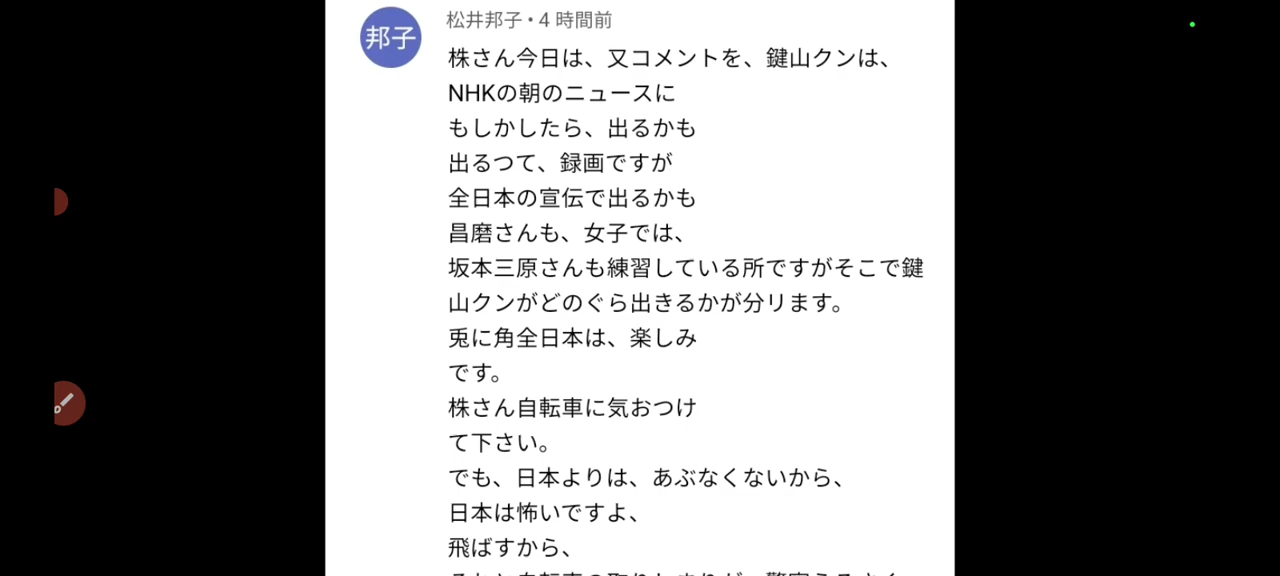 邦子
松井邦子 • 4 時間前
株さん今日は、又コメントを、鍵山クンは、
NHKの朝のニュースに
もしかしたら、出るかも
出るつて、録画ですが
全日本の宣伝で出るかも
昌磨さんも、女子では、
坂本三原さんも練習している所ですがそこで鍵
山クンがどのぐら出きるかが分リます。
兎に角全日本は、楽しみ
です。
株さん自転車に気おつけ
て下さい。
でも、日本よりは、あぶなくないから、
日本は怖いですよ、
飛ばすから、